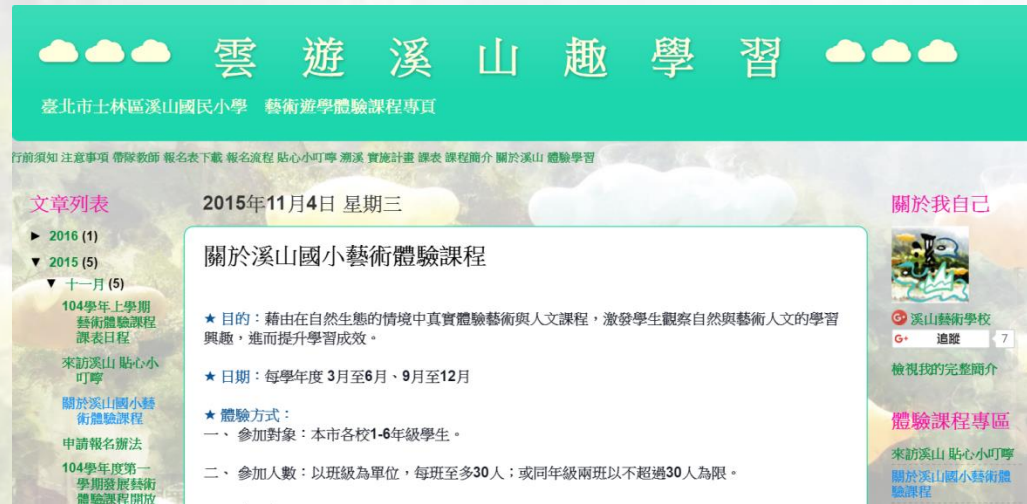 雲遊溪山趣學習
臺北市士林區溪山國民小學　藝術遊學體驗課程專頁
行前須知 注意事項 帶隊教師 報名表下載 報名流程 貼心小叮嚀 溯溪 實施計畫 課表 課程簡介 關於溪山 體驗學習
文章列表
► 2016 (1)
▼ 2015 (5)
▼ 十一月 (5)
104學年上學期
藝術體驗課程
課表日程
來訪溪山 貼心小
叮嚀
關於溪山國小藝
術體驗課程
申請報名辦法
104學年度第一
學期發展藝術
體驗課程開放
2015年11月4日 星期三
關於溪山國小藝術體驗課程
★ 目的：藉由在自然生態的情境中真實體驗藝術與人文課程，激發學生觀察自然與藝術人文的學習
興趣，進而提升學習成效。
★ 日期：每學年度 3月至6月、9月至12月
★ 體驗方式：
一、 參加對象：本市各校1-6年級學生。
二、 參加人數：以班級為單位，每班至多30人；或同年級兩班以不超過30人為限。
關於我自己
G+ 溪山藝術學校
G+ 追蹤 7
檢視我的完整簡介
體驗課程專區
來訪溪山 貼心小叮嚀
關於溪山國小藝術體
驗課程